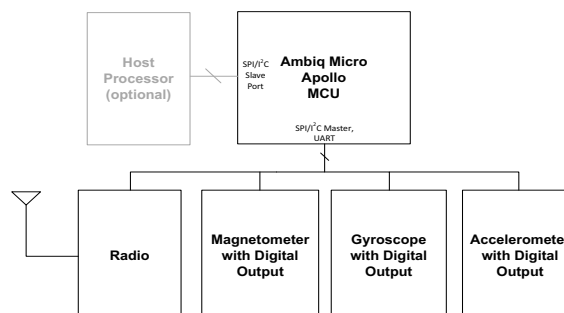 Host
Processor
(optional)
SPI/I²C
Slave
Port
Ambiq Micro
Apollo
MCU
SPI/I²C Master,
UART
Radio
Magnetometer
with Digital
Output
Gyroscope
with Digital
Output
Accelerometer
with Digital
Output